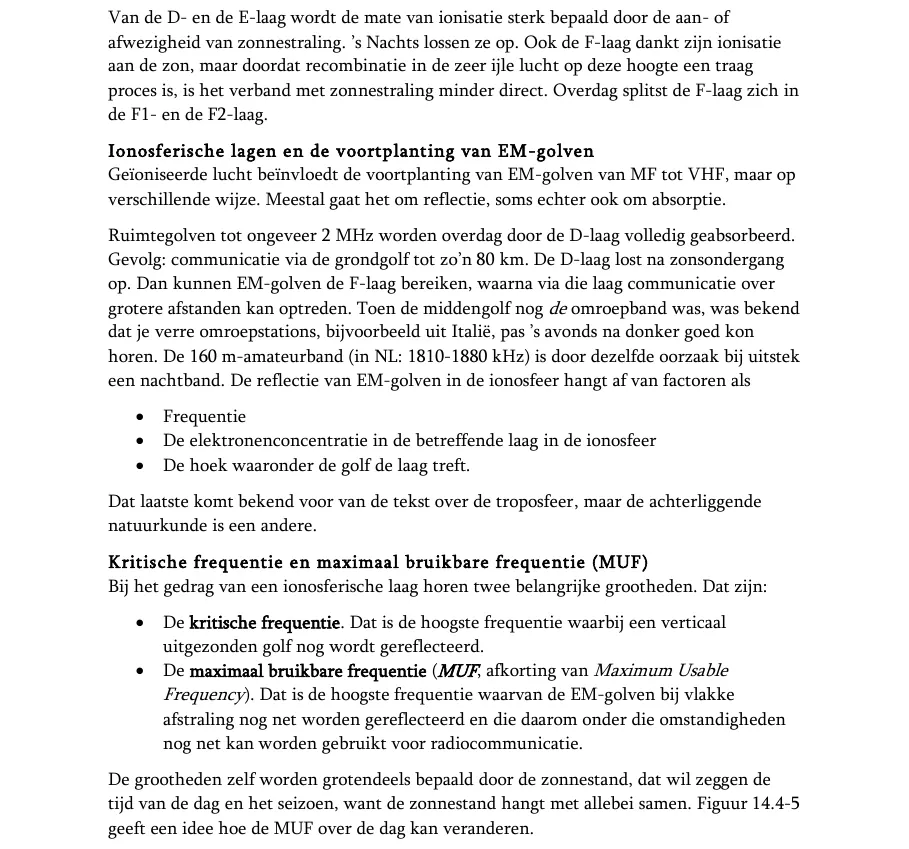 Van de D- en de E-laag wordt de mate van ionisatie sterk bepaald door de aan- of
afwezigheid van zonnestraling. ’s Nachts lossen ze op. Ook de F-laag dankt zijn ionisatie
aan de zon, maar doordat recombinatie in de zeer ijle lucht op deze hoogte een traag
proces is, is het verband met zonnestraling minder direct. Overdag splitst de F-laag zich in
de F1- en de F2-laag.
Ionosferische lagen en de voortplanting van EM-golven
Geïoniseerde lucht beïnvloedt de voortplanting van EM-golven van MF tot VHF, maar op
verschillende wijze. Meestal gaat het om reflectie, soms echter ook om absorptie.
Ruimtegolven tot ongeveer 2 MHz worden overdag door de D-laag volledig geabsorbeerd.
Gevolg: communicatie via de grondgolf tot zo’n 80 km. De D-laag lost na zonsondergang
op. Dan kunnen EM-golven de F-laag bereiken, waarna via die laag communicatie over
grotere afstanden kan optreden. Toen de middengolf nog de omroepband was, was bekend
dat je verre omroepstations, bijvoorbeeld uit Italië, pas ’s avonds na donker goed kon
horen. De 160 m-amateurband (in NL: 1810-1880 kHz) is door dezelfde oorzaak bij uitstek
een nachtband. De reflectie van EM-golven in de ionosfeer hangt af van factoren als
• Frequentie
• De elektronenconcentratie in de betreffende laag in de ionosfeer
• De hoek waaronder de golf de laag treft.
Dat laatste komt bekend voor van de tekst over de troposfeer, maar de achterliggende
natuurkunde is een andere.
Kritische frequentie en maximaal bruikbare frequentie (MUF)
Bij het gedrag van een ionosferische laag horen twee belangrijke grootheden. Dat zijn:
• De kritische frequentie. Dat is de hoogste frequentie waarbij een verticaal
uitgezonden golf nog wordt gereflecteerd.
• De maximaal bruikbare frequentie (MUF, afkorting van Maximum Usable
Frequency). Dat is de hoogste frequentie waarvan de EM-golven bij vlakke
afstraling nog net worden gereflecteerd en die daarom onder die omstandigheden
nog net kan worden gebruikt voor radiocommunicatie.
De grootheden zelf worden grotendeels bepaald door de zonnestand, dat wil zeggen de
tijd van de dag en het seizoen, want de zonnestand hangt met allebei samen. Figuur 14.4-5
geeft een idee hoe de MUF over de dag kan veranderen.